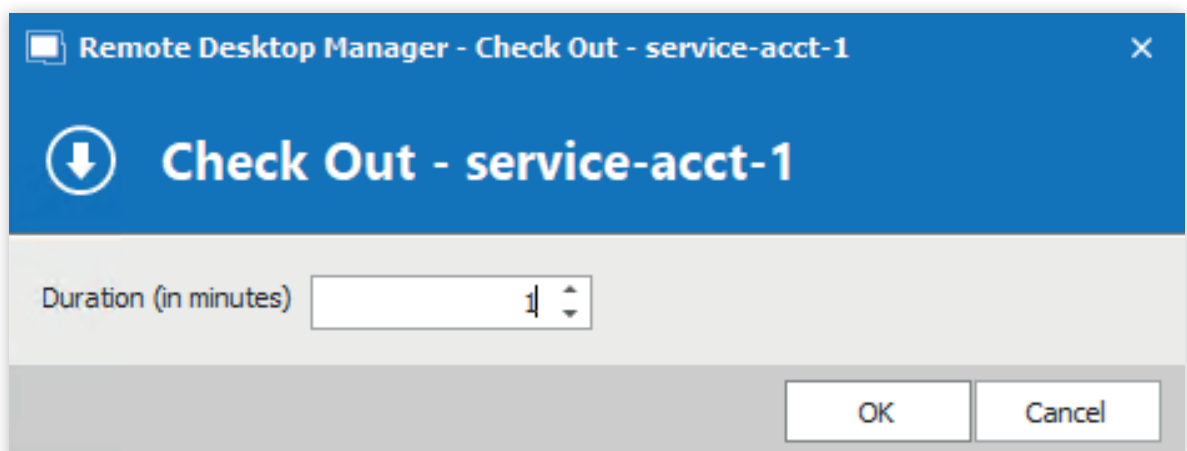 Remote Desktop Manager - Check Out - service-acct-1
Check Out - service-acct-1
Duration (in minutes) 1
OK Cancel